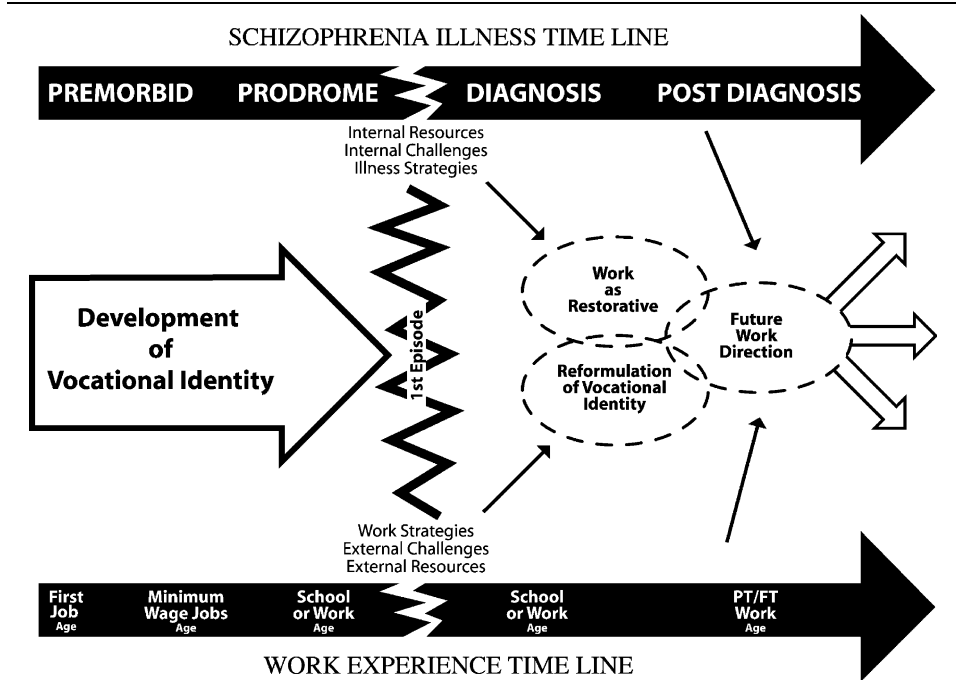 SCHIZOPHRENIA ILLNESS TIME LINE
PREMORBID PRODROME DIAGNOSIS POST DIAGNOSIS
Internal Resources
Internal Challenges
Illness Strategies
Development
of
Vocational Identity
1st Episode
Work
as
Restorative
Reformulation
of Vocational
Identity
Future
Work
Direction
Work Strategies
External Challenges
External Resources
First
Job
Age
Minimum
Wage Jobs
Age
School
or Work
Age
School
or Work
Age
PT/FT
Work
Age
WORK EXPERIENCE TIME LINE